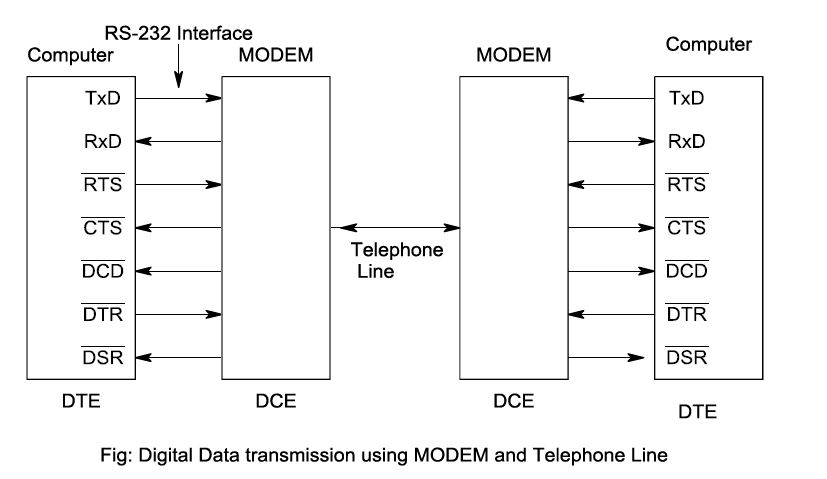 RS-232 Interface
Computer
MODEM
MODEM
Computer
TxD
TxD
RxD
RxD
RTS
RTS
CTS
CTS
Telephone
Line
DCD
DCD
DTR
DTR
DSR
DSR
DTE
DCE
DCE
DTE
Fig: Digital Data transmission using MODEM and Telephone Line